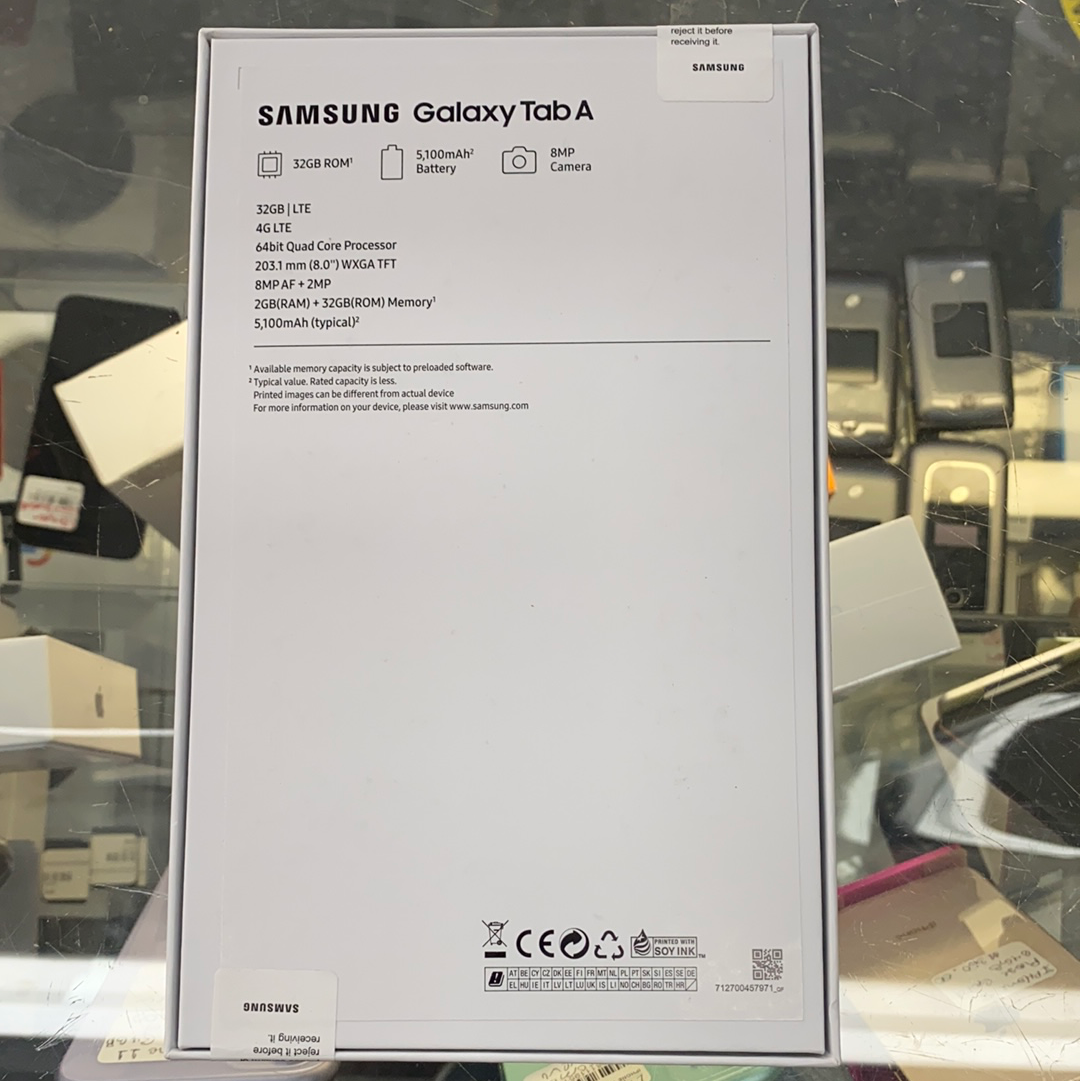 reject it before
receiving it.
SAMSUNG
SAMSUNG Galaxy Tab A
32GB ROM¹
5,100mAh²
Battery
8MP
Camera
32GB | LTE
4G LTE
64bit Quad Core Processor
203.1 mm (8.0") WXGA TFT
8MP AF + 2MP
2GB(RAM) + 32GB(ROM) Memory¹
5,100mAh (typical)²
¹ Available memory capacity is subject to preloaded software.
² Typical value. Rated capacity is less.
Printed images can be different from actual device
For more information on your device, please visit www.samsung.com
CE
PRINTED WITH
SOY INK™
AT BE CY CZ DK EE FI FR MT NL PL PT SK SI ES SE DE
EL HU IE IT LV LT LU UK IS LI NO CH BG RO TR HR
712700457971_GF
SAMSUNG
reject it before
receiving it.